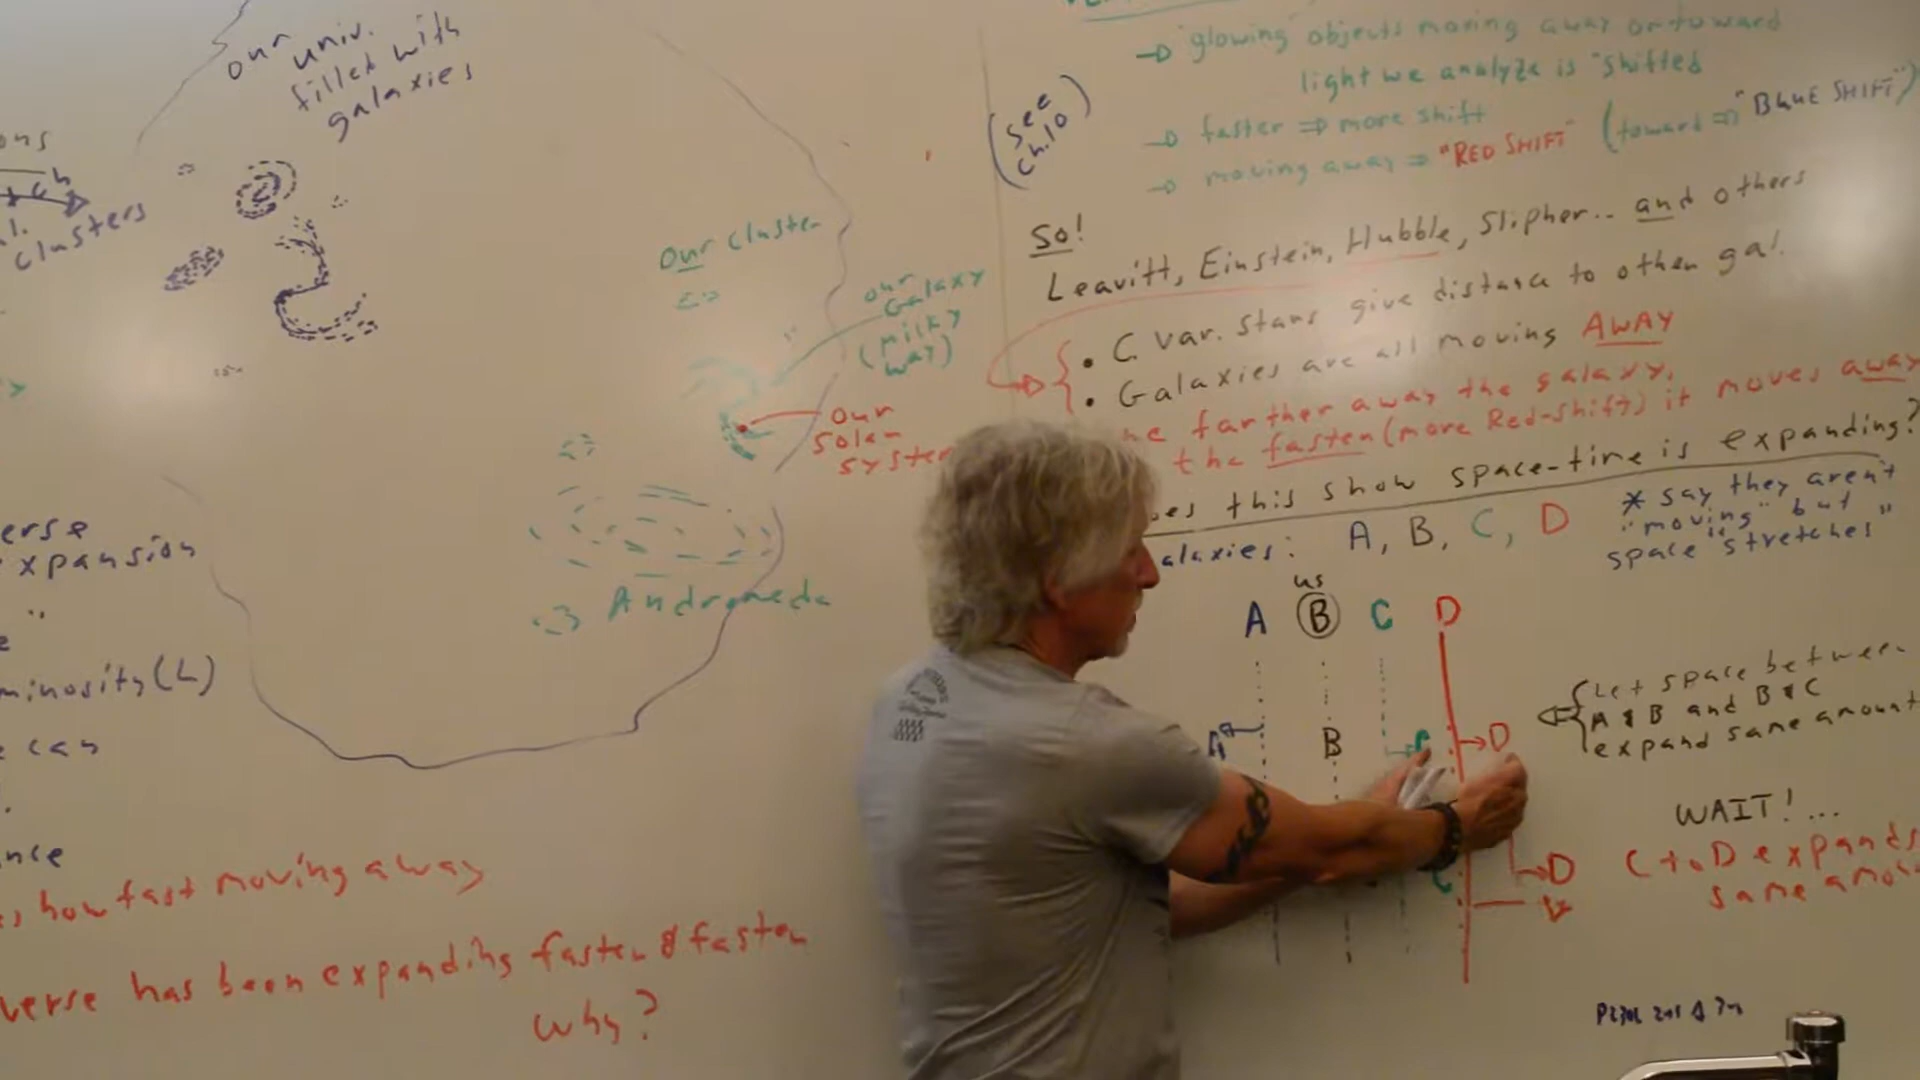 our univ.
filled with
galaxies
ons
clusters
Our cluster
our
Galaxy
(milky
way)
our
solar
Andromeda
erse
xpansion
minosity (L)
can
nce
how fast moving away
verse has been expanding faster & faster
why?
(see
Ch.10)
→ "glowing" objects moving away or toward
light we analyze is "shifted
→ faster ⇒ more shift
→ moving away ⇒ "RED SHIFT" (toward ⇒ "BLUE SHIFT")
So!
Leavitt, Einstein, Hubble, Slipher.. and others
• C var. stars give distance to other gal.
• Galaxies are all moving AWAY
farther away the galaxy,
the faster (more Red-shift) it moves away
es this show space-time is expanding?
alaxies: A, B, C, D
* say they aren't
"moving" but
space "stretches"
us
A B C D
A B C → D
Let space between
A & B and B & C
expand same amount
WAIT!...
C to D expands
same
C → D